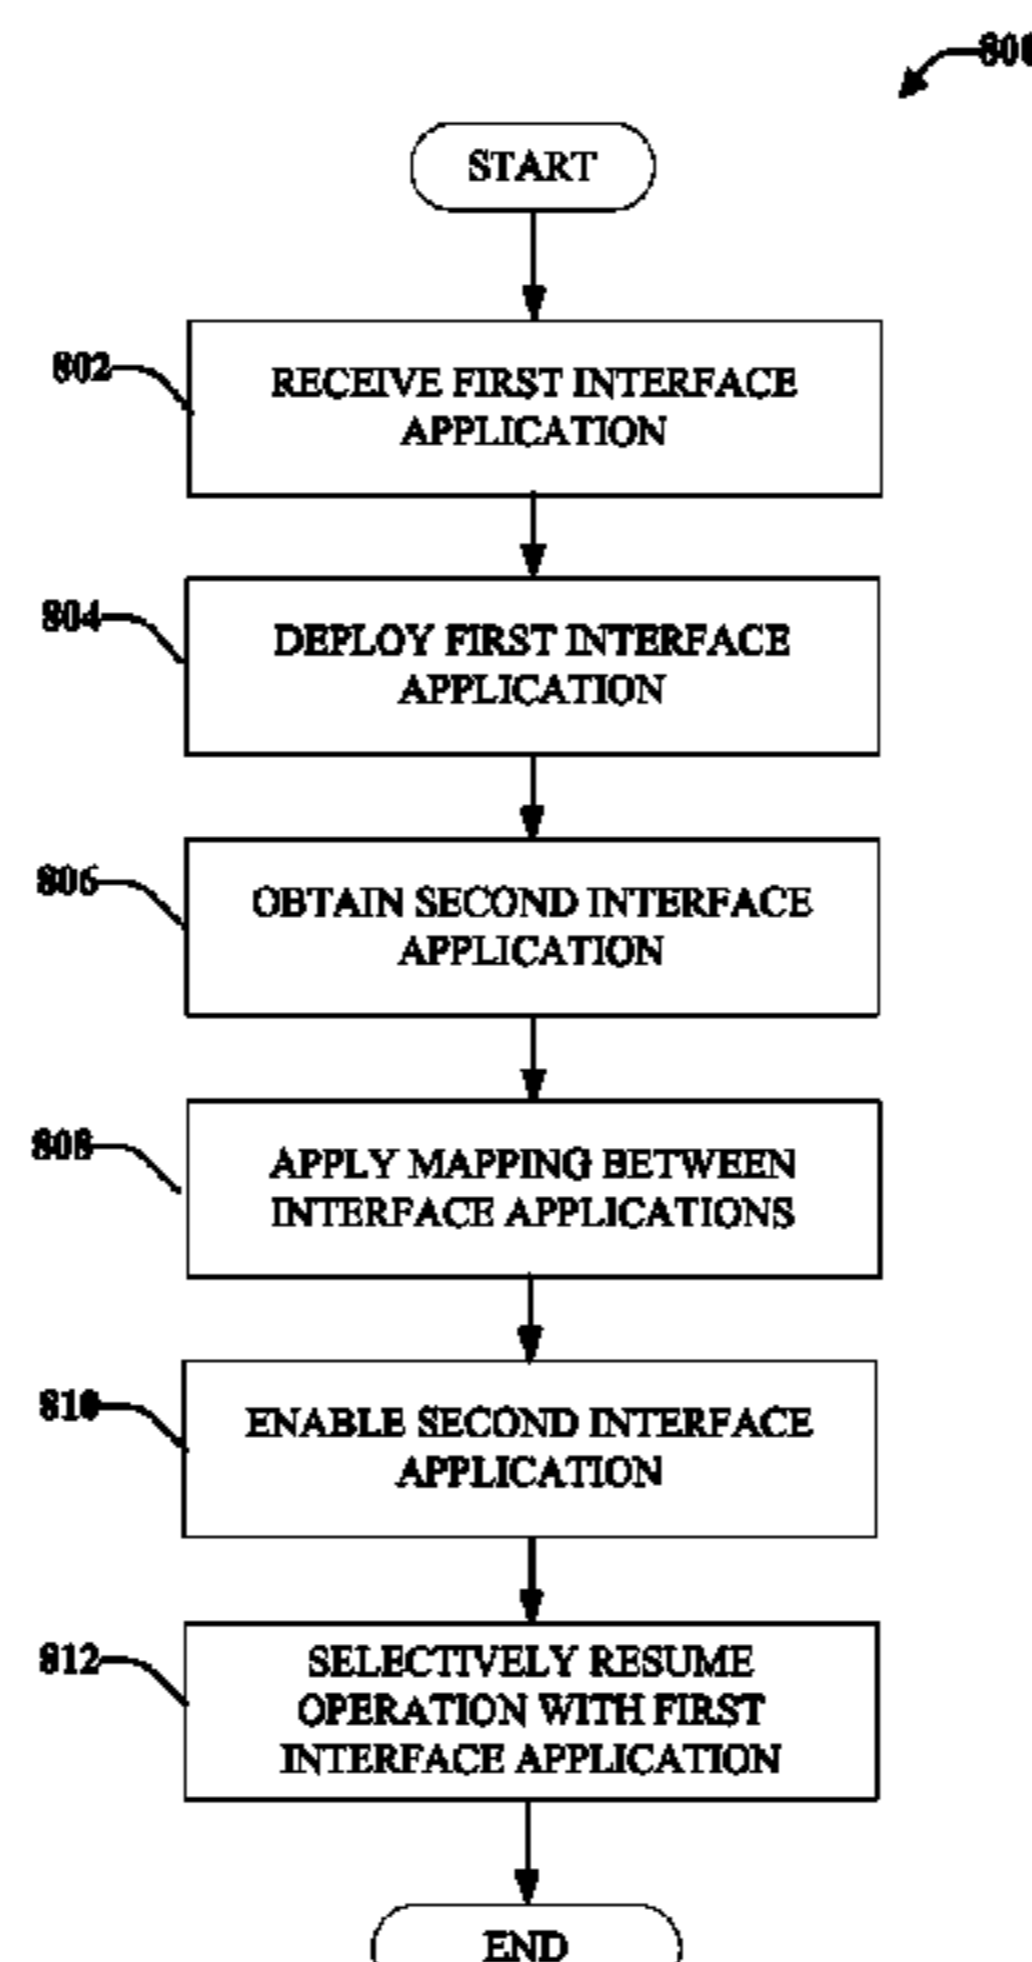 800
START
802
RECEIVE FIRST INTERFACE
APPLICATION
804
DEPLOY FIRST INTERFACE
APPLICATION
806
OBTAIN SECOND INTERFACE
APPLICATION
808
APPLY MAPPING BETWEEN
INTERFACE APPLICATIONS
810
ENABLE SECOND INTERFACE
APPLICATION
812
SELECTIVELY RESUME
OPERATION WITH FIRST
INTERFACE APPLICATION
END